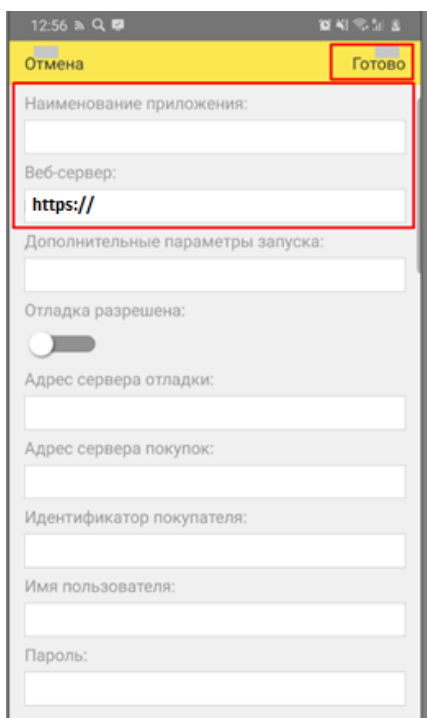 12:56
Отмена Готово
Наименование приложения:
Веб-сервер:
https://
Дополнительные параметры запуска:
Отладка разрешена:
Адрес сервера отладки:
Адрес сервера покупок:
Идентификатор покупателя:
Имя пользователя:
Пароль: